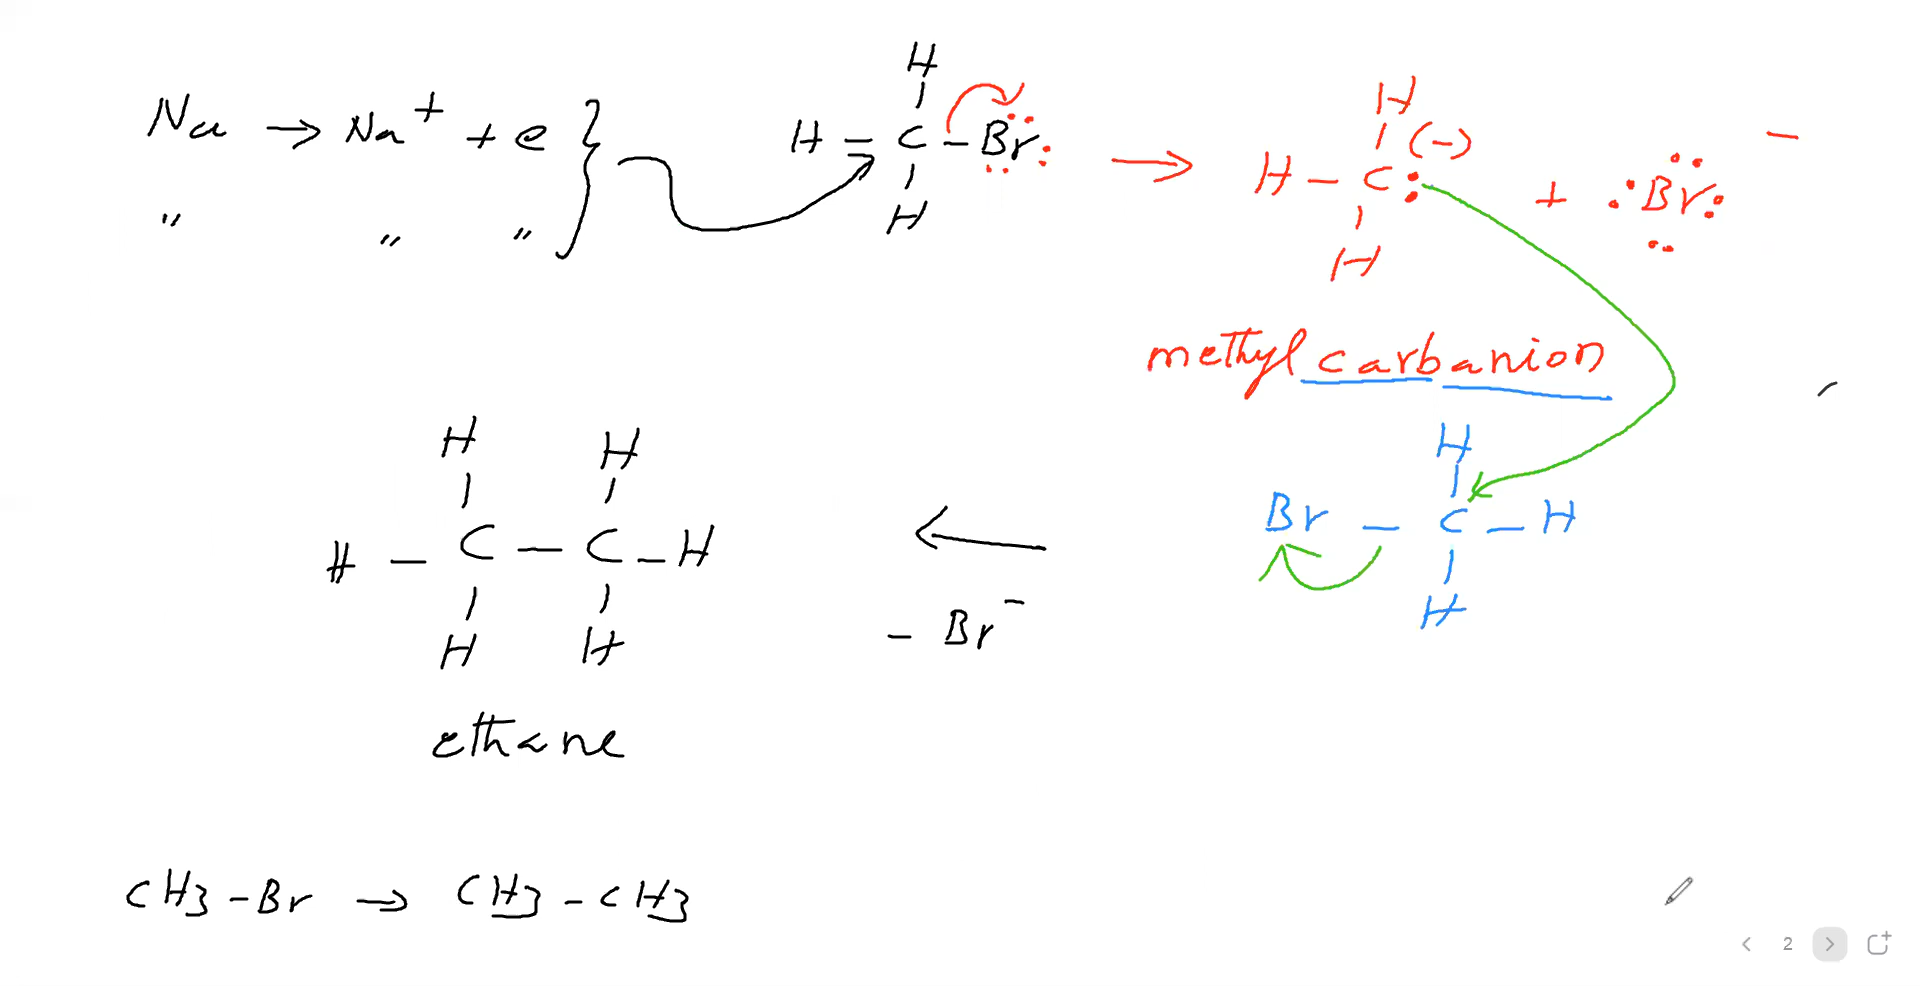 Na → Na⁺ + e }
" " "
H
H = C - Br
H
→
H
(-)
H - C: + Br ⁻
H
methyl carbanion
H
Br - C - H
H
←
- Br⁻
H H
H - C - C - H
H H
ethane
CH3 - Br → CH3 - CH3
2